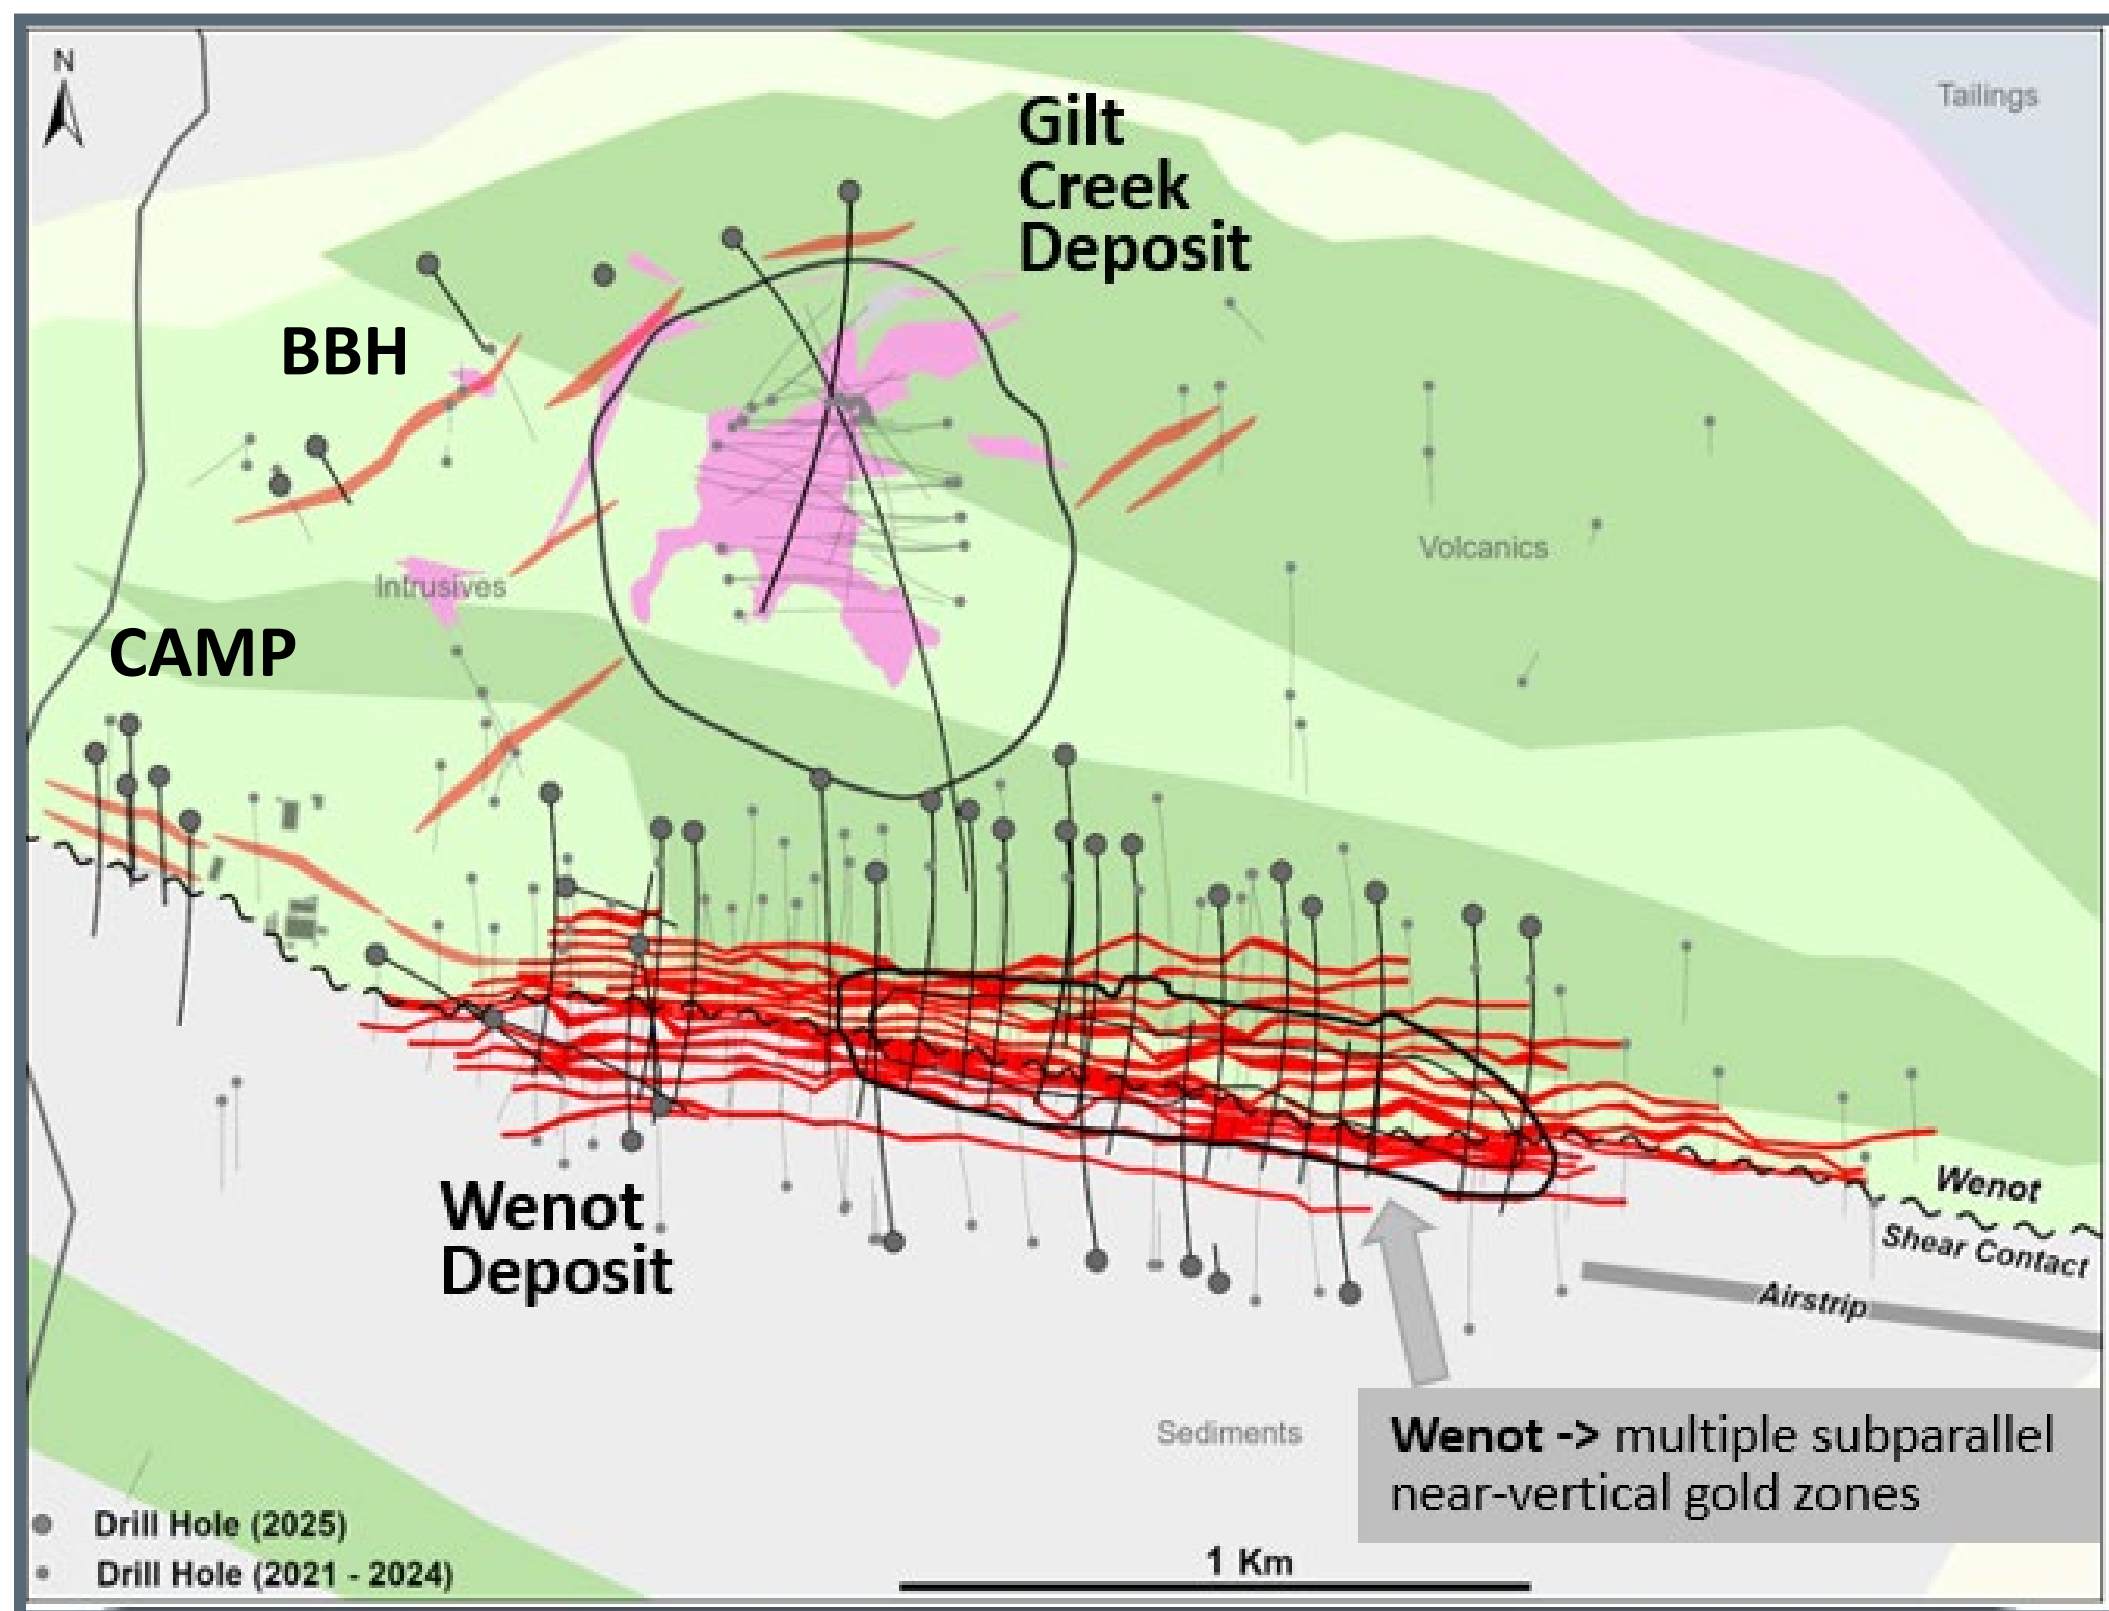 N
Tailings
Gilt
Creek
Deposit
BBH
Volcanics
Intrusives
CAMP
Wenot
Shear Contact
Wenot
Deposit
Airstrip
Sediments
Wenot -> multiple subparallel
near-vertical gold zones
Drill Hole (2025)
Drill Hole (2021 - 2024)
1 Km